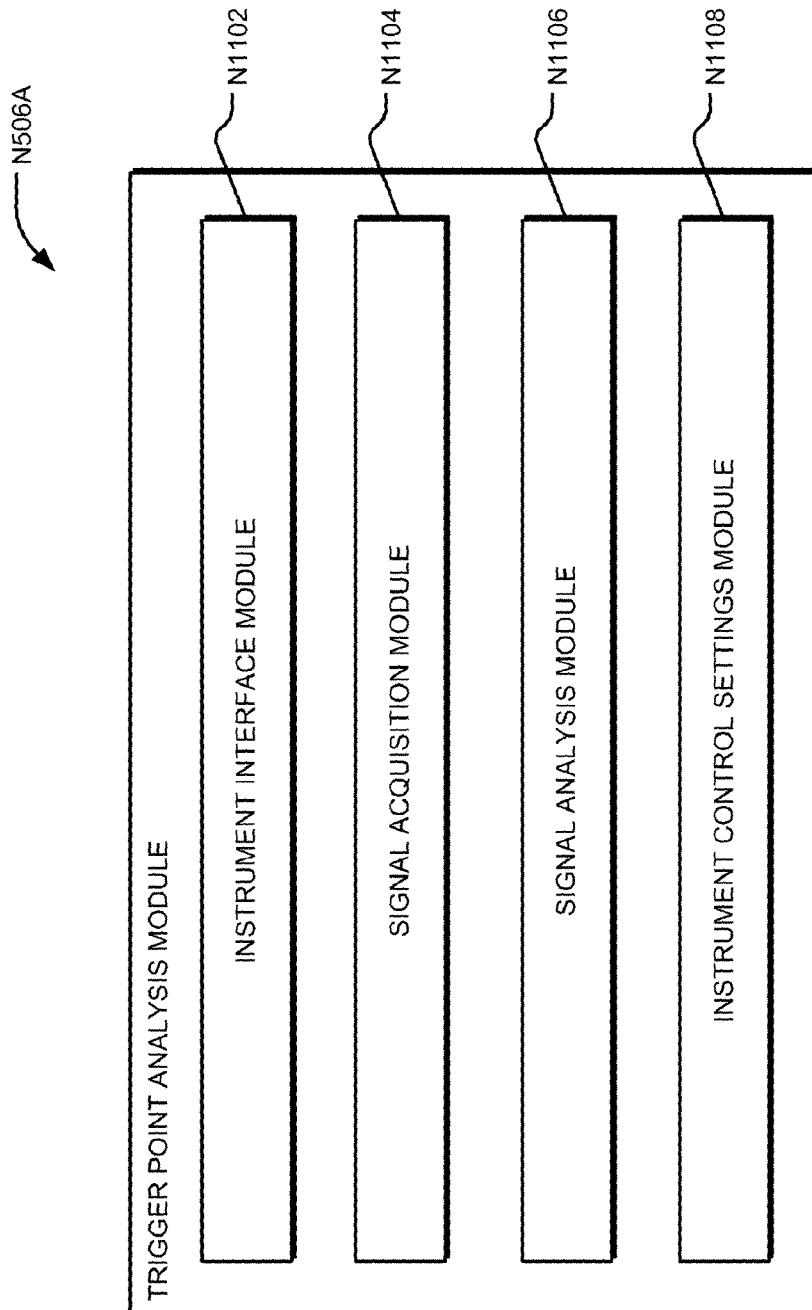 N506A
TRIGGER POINT ANALYSIS MODULE
INSTRUMENT INTERFACE MODULE
N1102
SIGNAL ACQUISITION MODULE
N1104
SIGNAL ANALYSIS MODULE
N1106
INSTRUMENT CONTROL SETTINGS MODULE
N1108